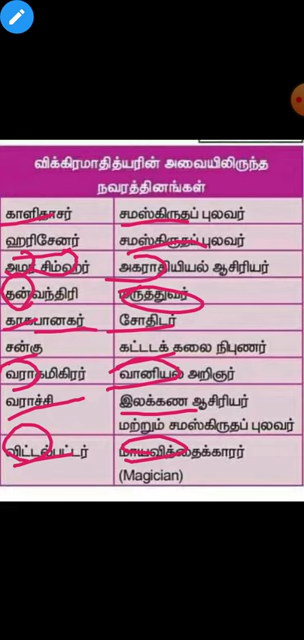 விக்கிரமாதித்யரின் அவையிலிருந்த
நவரத்தினங்கள்
காளிதாசர் சமஸ்கிருதப் புலவர்
ஹரிசேனர் சமஸ்கிருதப் புலவர்
அமர சிம்ஹர் அகராதியியல் ஆசிரியர்
தன்வந்திரி மருத்துவர்
காகபானகர் சோதிடர்
சன்கு கட்டடக் கலை நிபுணர்
வராகமிகிரர் வானியல் அறிஞர்
வராச்சி இலக்கண ஆசிரியர்
மற்றும் சமஸ்கிருதப் புலவர்
விட்டல்பட்டர் மாயவித்தைக்காரர்
(Magician)